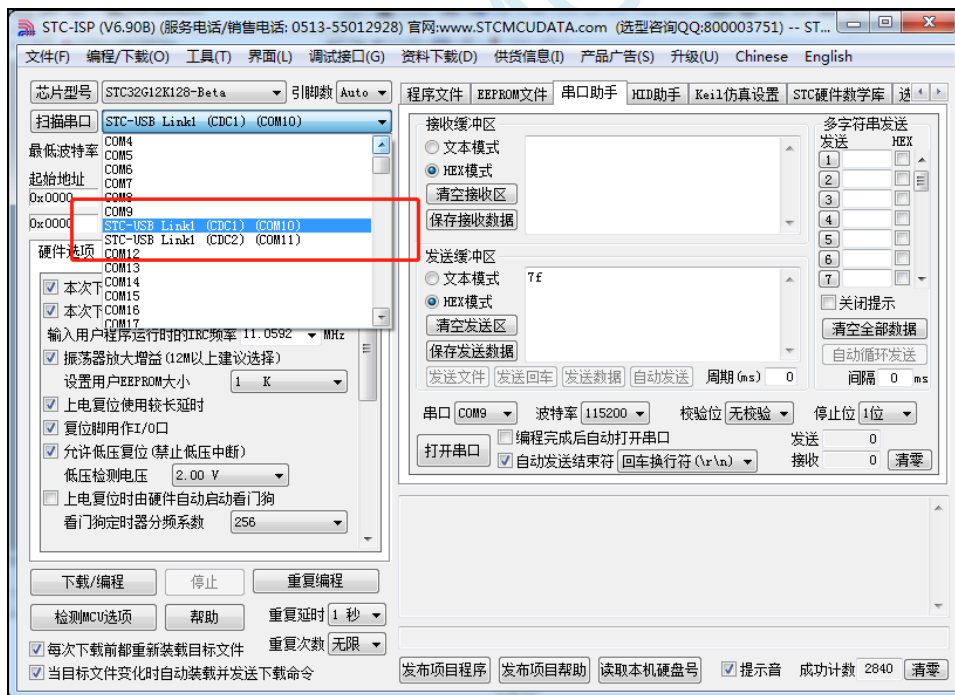 STC-ISP (V6.90B) (服务电话/销售电话: 0513-55012928) 官网:www.STCMCUDATA.com (选型咨询QQ:800003751) -- ST...
文件(F) 编程/下载(O) 工具(T) 界面(L) 调试接口(G) 资料下载(D) 供货信息(I) 产品广告(S) 升级(U) Chinese English
芯片型号 STC32G12K128-Beta 引脚数 Auto
扫描串口 STC-USB Link1 (CDC1) (COM10)
最低波特率
起始地址
0x0000
0x0000
COM4
COM5
COM6
COM7
COM8
COM9
STC-USB Link1 (CDC1) (COM10)
STC-USB Link1 (CDC2) (COM11)
COM12
COM13
COM14
COM15
COM16
COM17
硬件选项
本次下
本次下
输入用户程序运行时的IRC频率 11.0592 MHz
振荡器放大增益(12M以上建议选择)
设置用户EEPROM大小 1 K
上电复位使用较长延时
复位脚用作I/O口
允许低压复位(禁止低压中断)
低压检测电压 2.00 V
上电复位时由硬件自动启动看门狗
看门狗定时器分频系数 256
下载/编程 停止 重复编程
检测MCU选项 帮助 重复延时 1 秒
每次下载前都重新装载目标文件 重复次数 无限
当目标文件变化时自动装载并发送下载命令
程序文件 EEPROM文件 串口助手 HID助手 Keil仿真设置 STC硬件数学库 选
接收缓冲区
文本模式
HEX模式
清空接收区
保存接收数据
发送缓冲区
文本模式 7f
HEX模式
清空发送区
保存发送数据
发送文件 发送回车 发送数据 自动发送 周期(ms) 0
多字符串发送
发送 HEX
1
2
3
4
5
6
7
关闭提示
清空全部数据
自动循环发送
间隔 0 ms
串口 COM9 波特率 115200 校验位 无校验 停止位 1位
打开串口 编程完成后自动打开串口 发送 0
自动发送结束符 回车换行符(\r\n) 接收 0 清零
发布项目程序 发布项目帮助 读取本机硬盘号 提示音 成功计数 2840 清零